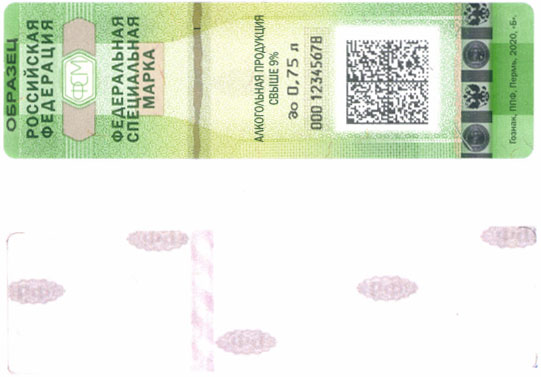 ОБРАЗЕЦ
РОССИЙСКАЯ
ФЕДЕРАЦИЯ
ФСМ
ФЕДЕРАЛЬНАЯ
СПЕЦИАЛЬНАЯ
МАРКА
АЛКОГОЛЬНАЯ ПРОДУКЦИЯ
СВЫШЕ 9%
до 0,75 л
000 12345678
Гознак, ППФ, Пермь, 2020, «Б».